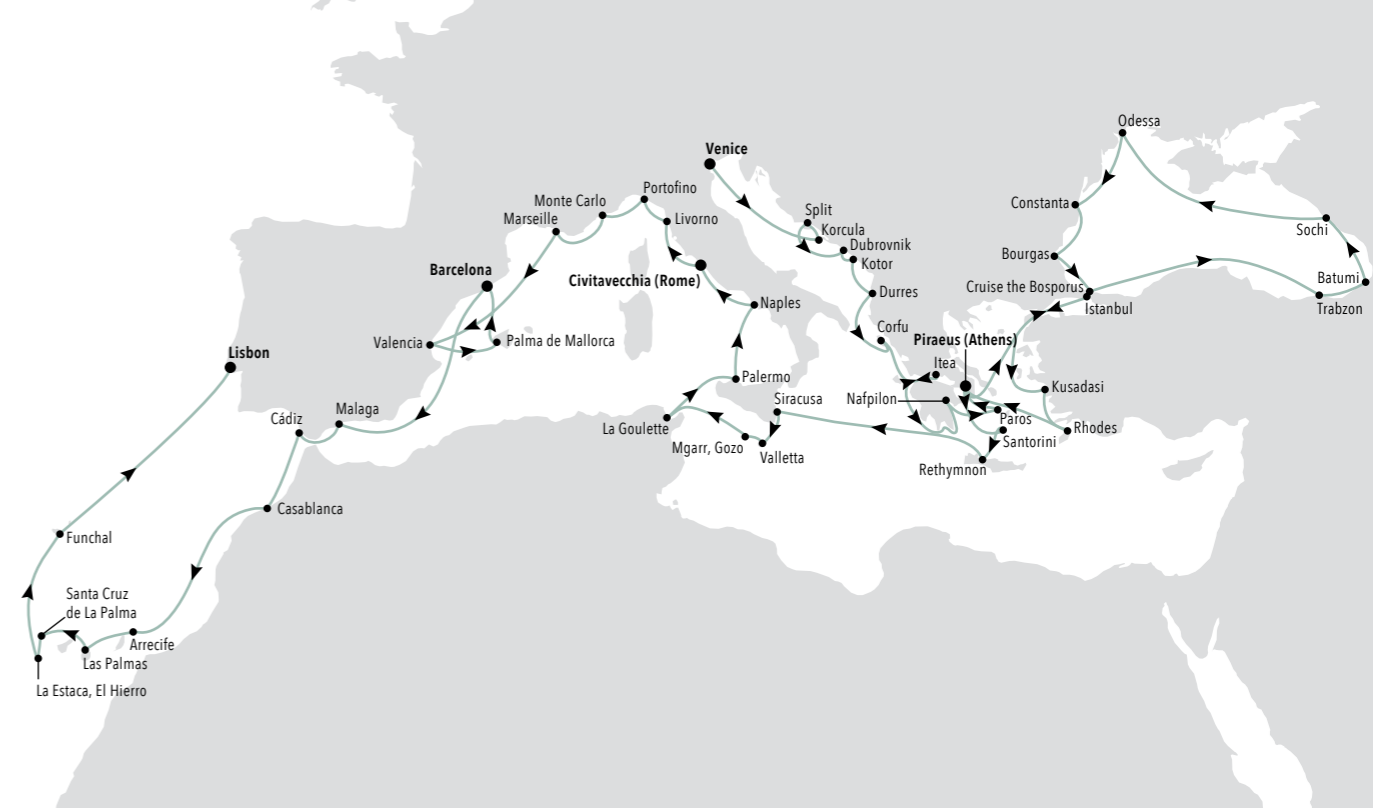 Odessa
Venice
Portofino
Monte Carlo
Marseille
Livorno
Split
Korcula
Dubrovnik
Kotor
Constanta
Sochi
Bourgas
Barcelona
Civitavecchia (Rome)
Durres
Cruise the Bosporus
Batumi
Naples
Istanbul
Trabzon
Corfu
Valencia
Palma de Mallorca
Piraeus (Athens)
Lisbon
Itea
Palermo
Kusadasi
Siracusa
Nafpilon
Malaga
Cádiz
Paros
La Goulette
Rhodes
Santorini
Mgarr, Gozo
Valletta
Rethymnon
Casablanca
Funchal
Santa Cruz
de La Palma
Arrecife
Las Palmas
La Estaca, El Hierro